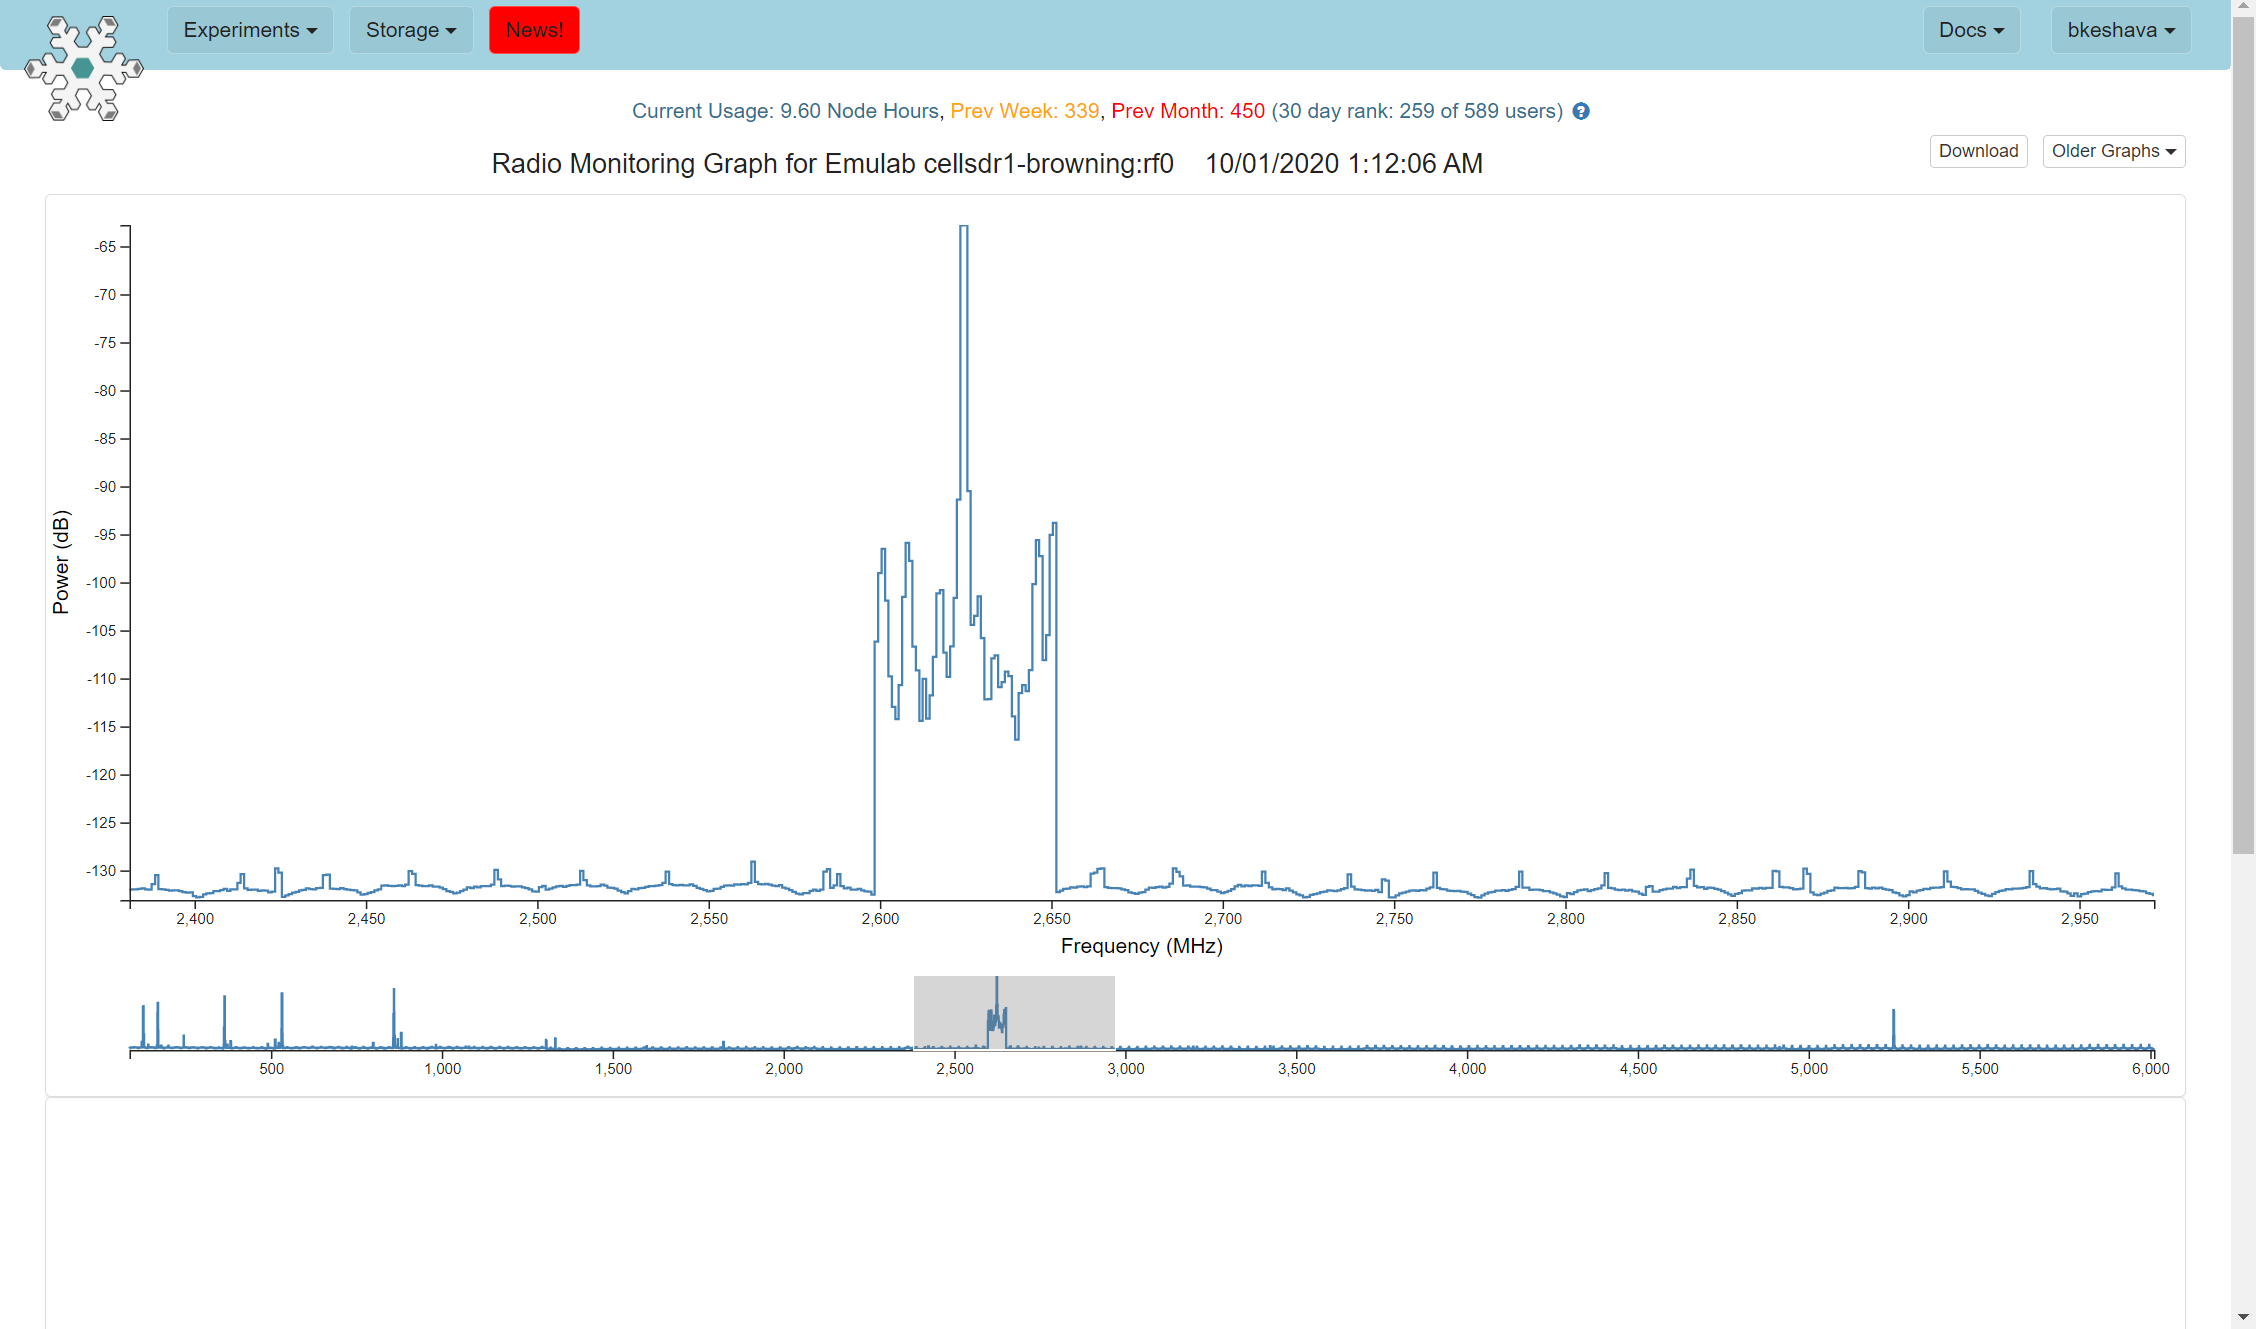 Experiments Storage News! Docs bkeshava
Current Usage: 9.60 Node Hours, Prev Week: 339, Prev Month: 450 (30 day rank: 259 of 589 users) ?
Radio Monitoring Graph for Emulab cellsdr1-browning:rf0 10/01/2020 1:12:06 AM
Download Older Graphs
-65
-70
-75
-80
-85
-90
-95
-100
-105
-110
-115
-120
-125
-130
Power (dB)
2,400 2,450 2,500 2,550 2,600 2,650 2,700 2,750 2,800 2,850 2,900 2,950
Frequency (MHz)
500 1,000 1,500 2,000 2,500 3,000 3,500 4,000 4,500 5,000 5,500 6,000